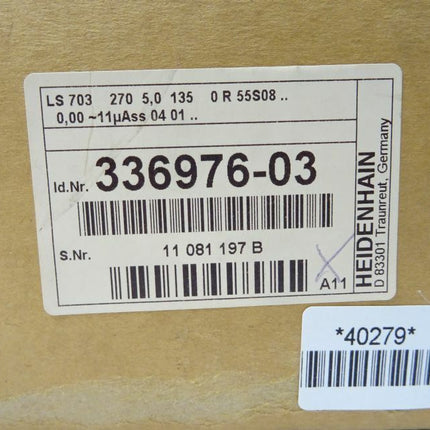 LS 703 270 5,0 135 0 R 55S08 ..
0,00 ~11µAss 04 01 ..
Id.Nr. 336976-03
S.Nr. 11 081 197 B
A11
HEIDENHAIN
D 83301 Traunreut, Germany
*40279*